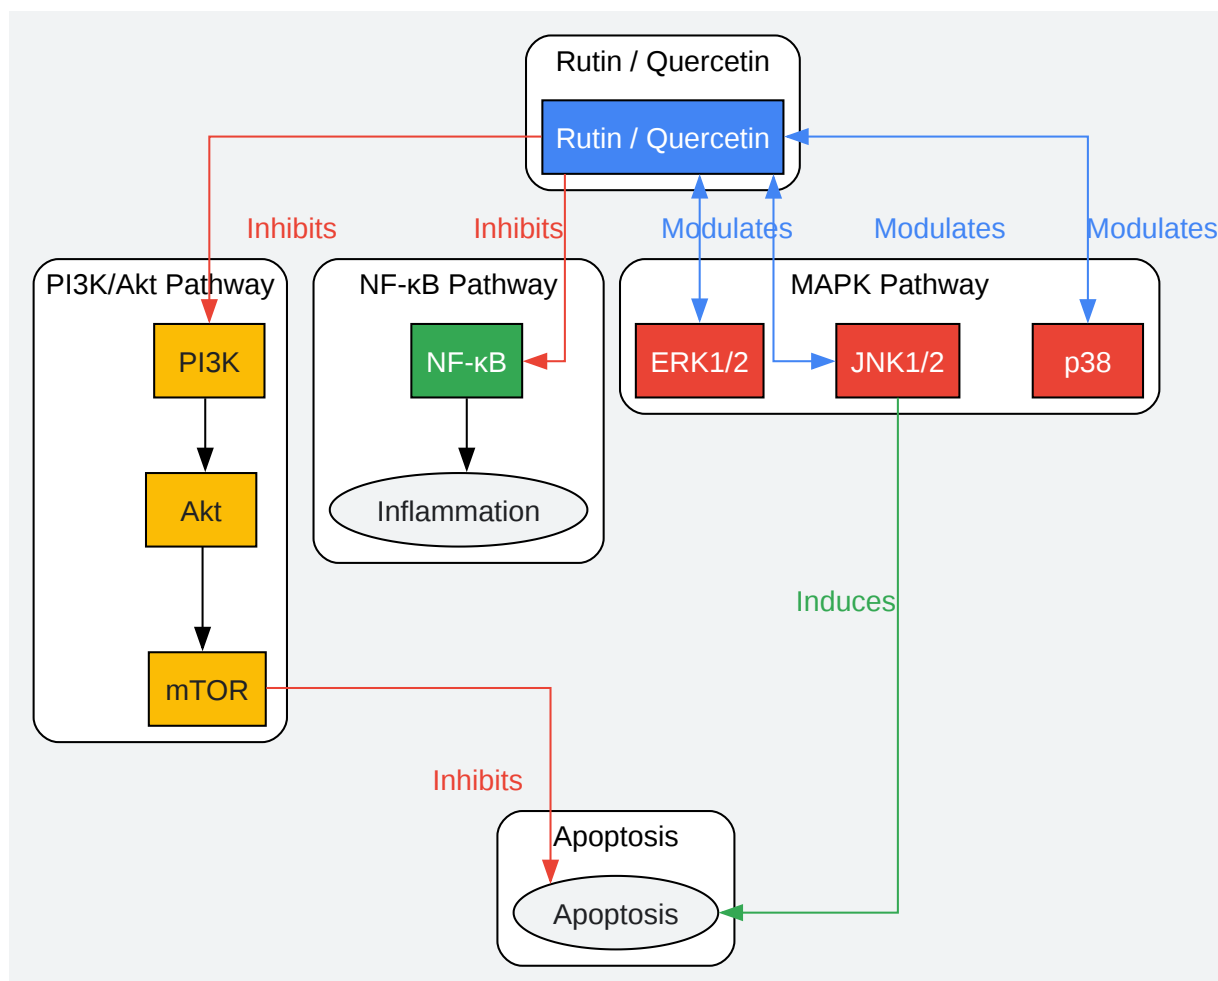 Rutin / Quercetin
Rutin / Quercetin
Inhibits
Inhibits
Modulates
Modulates
Modulates
PI3K/Akt Pathway
NF-κB Pathway
MAPK Pathway
PI3K
NF-κB
ERK1/2
JNK1/2
p38
Akt
Inflammation
Induces
mTOR
Inhibits
Apoptosis
Apoptosis